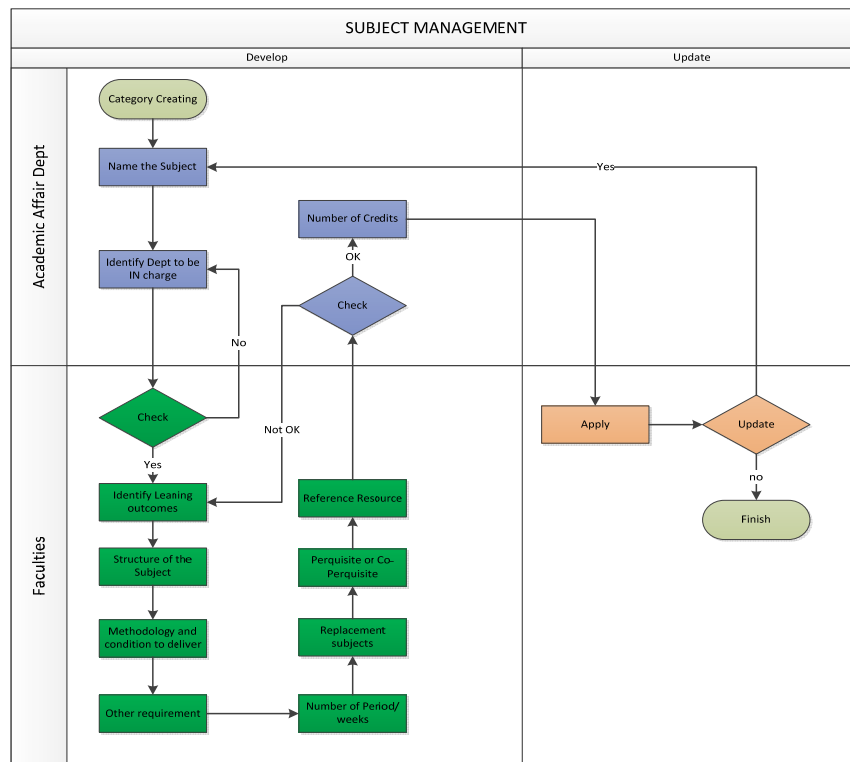 SUBJECT MANAGEMENT
Develop
Update
Academic Affair Dept
Category Creating
Name the Subject
Yes
Number of Credits
Identify Dept to be
IN charge
OK
Check
No
Faculties
Check
Not OK
Yes
Apply
Update
no
Finish
Identify Leaning
outcomes
Reference Resource
Structure of the
Subject
Perquisite or Co-
Perquisite
Methodology and
condition to deliver
Replacement
subjects
Other requirement
Number of Period/
weeks